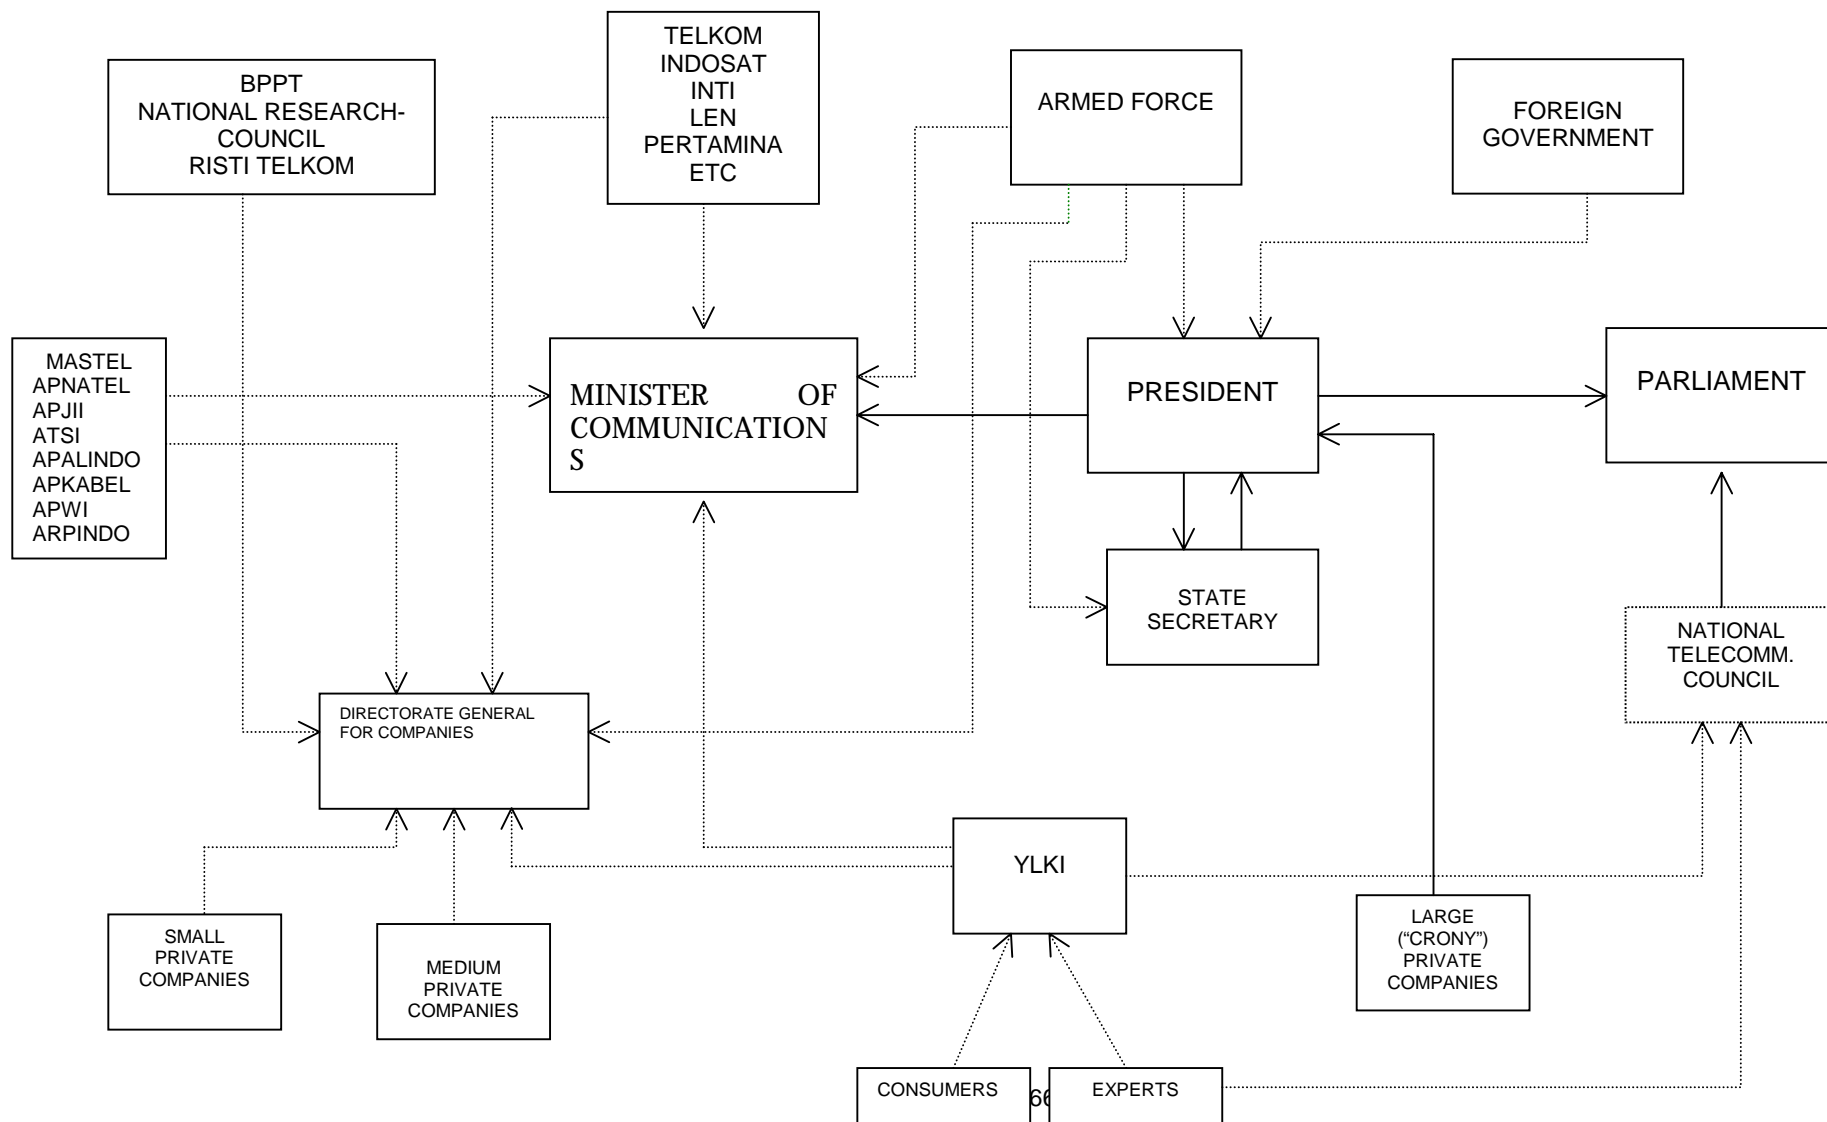 BPPT
NATIONAL RESEARCH-
COUNCIL
RISTI TELKOM
TELKOM
INDOSAT
INTI
LEN
PERTAMINA
ETC
ARMED FORCE
FOREIGN
GOVERNMENT
MASTEL
APNATEL
APJII
ATSI
APALINDO
APKABEL
APWI
ARPINDO
MINISTER OF
COMMUNICATION
S
PRESIDENT
PARLIAMENT
STATE
SECRETARY
NATIONAL
TELECOMM.
COUNCIL
DIRECTORATE GENERAL
FOR COMPANIES
YLKI
SMALL
PRIVATE
COMPANIES
MEDIUM
PRIVATE
COMPANIES
LARGE
(“CRONY”)
PRIVATE
COMPANIES
CONSUMERS
66
EXPERTS